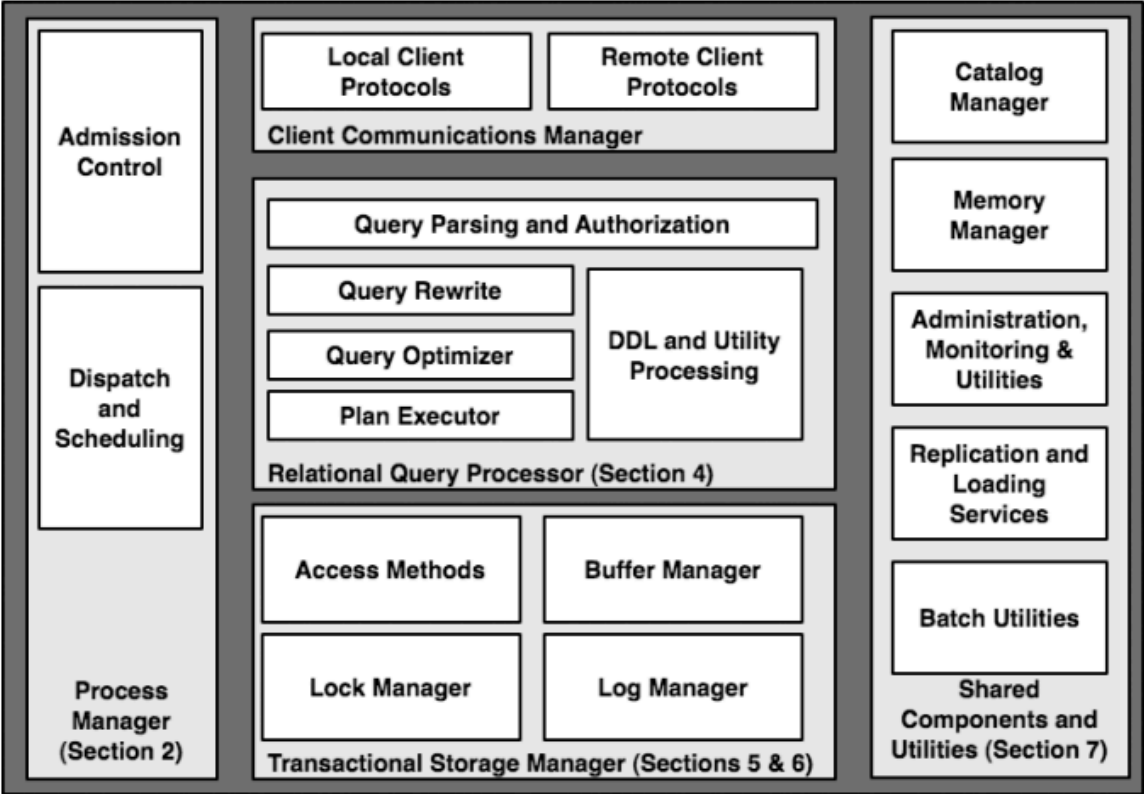 Admission
Control
Dispatch
and
Scheduling
Process
Manager
(Section 2)
Local Client
Protocols
Remote Client
Protocols
Client Communications Manager
Query Parsing and Authorization
Query Rewrite
Query Optimizer
Plan Executor
DDL and Utility
Processing
Relational Query Processor (Section 4)
Access Methods
Buffer Manager
Lock Manager
Log Manager
Transactional Storage Manager (Sections 5 & 6)
Catalog
Manager
Memory
Manager
Administration,
Monitoring &
Utilities
Replication and
Loading
Services
Batch Utilities
Shared
Components and
Utilities (Section 7)